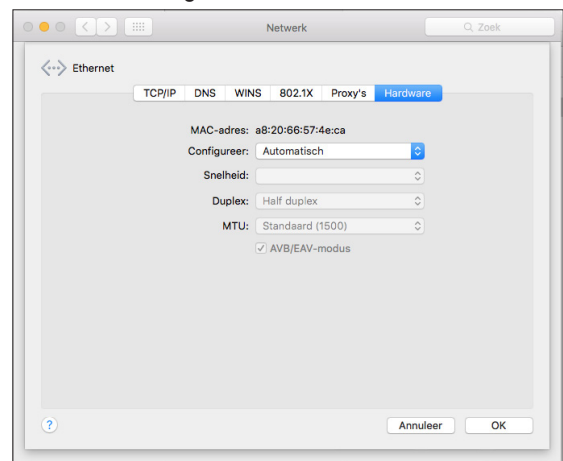 Netwerk
Zoek
Ethernet
TCP/IP DNS WINS 802.1X Proxy's Hardware
MAC-adres: a8:20:66:57:4e:ca
Configureer: Automatisch
Snelheid:
Duplex: Half duplex
MTU: Standaard (1500)
AVB/EAV-modus
? Annuleer OK